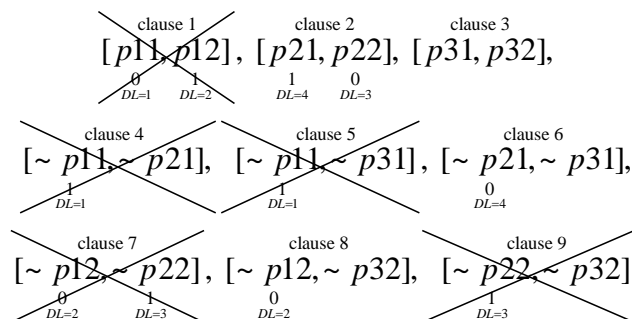 clause 1 clause 2 clause 3
[p11, p12], [p21, p22], [p31, p32],
0 1 1 0
DL=1 DL=2 DL=4 DL=3
clause 4 clause 5 clause 6
[~ p11, ~ p21], [~ p11, ~ p31], [~ p21, ~ p31],
1 1 0
DL=1 DL=1 DL=4
clause 7 clause 8 clause 9
[~ p12, ~ p22], [~ p12, ~ p32], [~ p22, ~ p32]
0 1 0 1
DL=2 DL=3 DL=2 DL=3